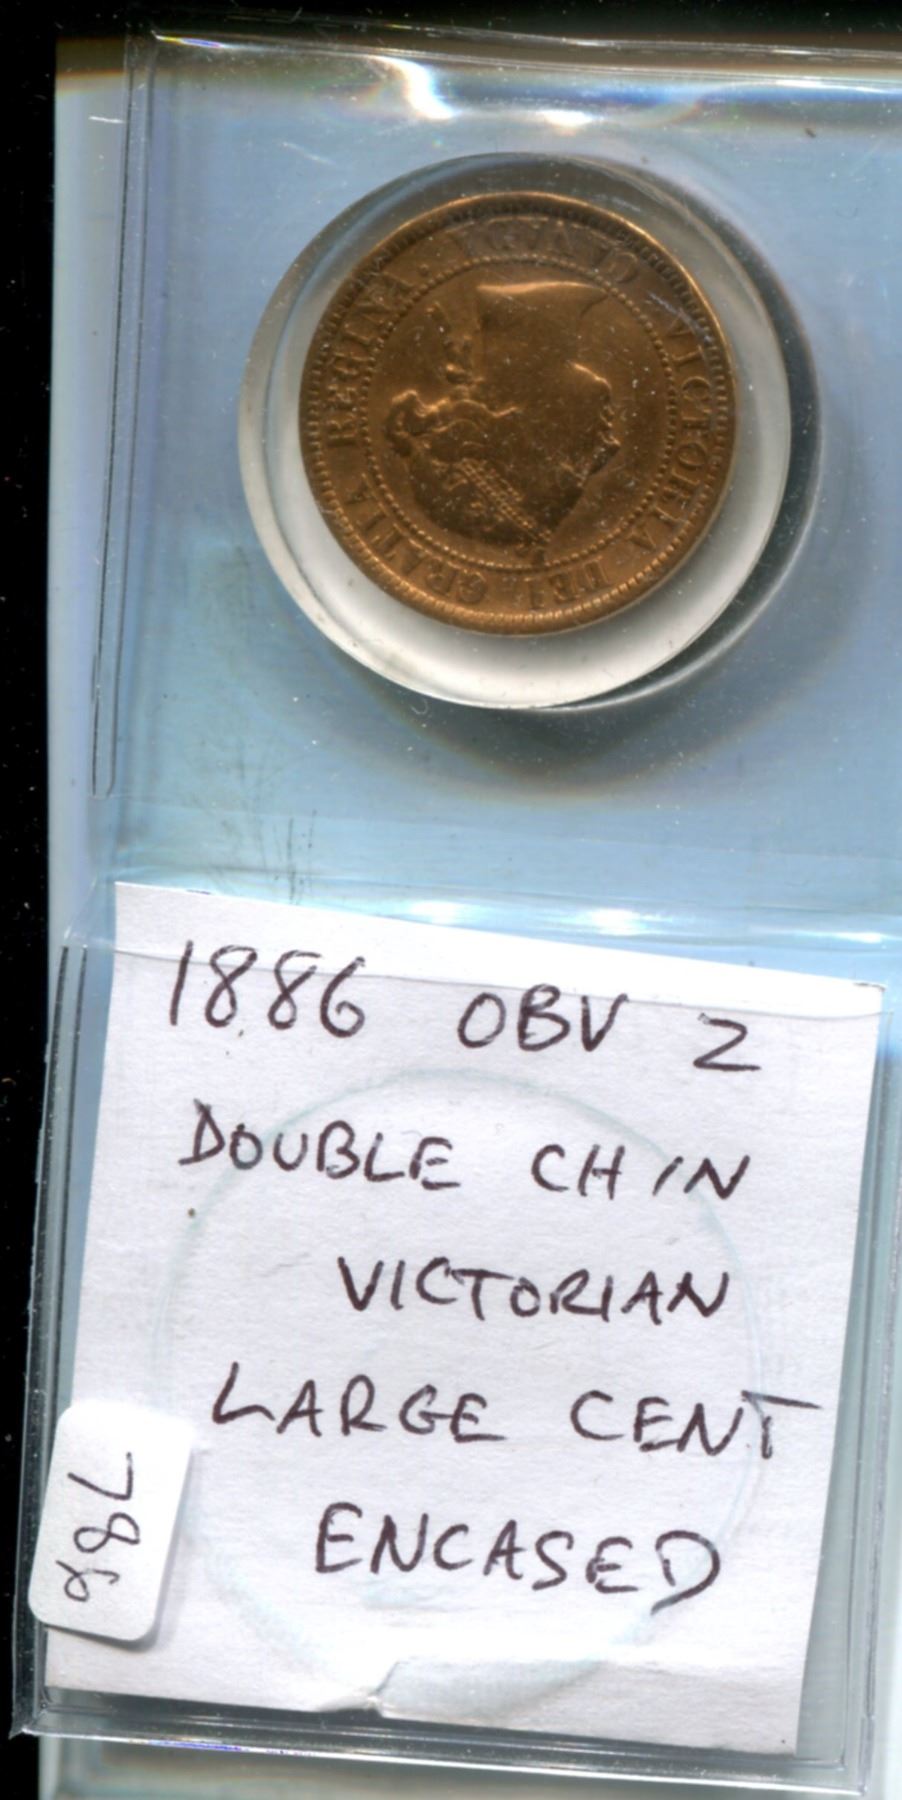 VICTORIA DEI GRATIA REGINA. CANADA
1886 OBV 2
DOUBLE CHIN
VICTORIAN
LARGE CENT
ENCASED
786